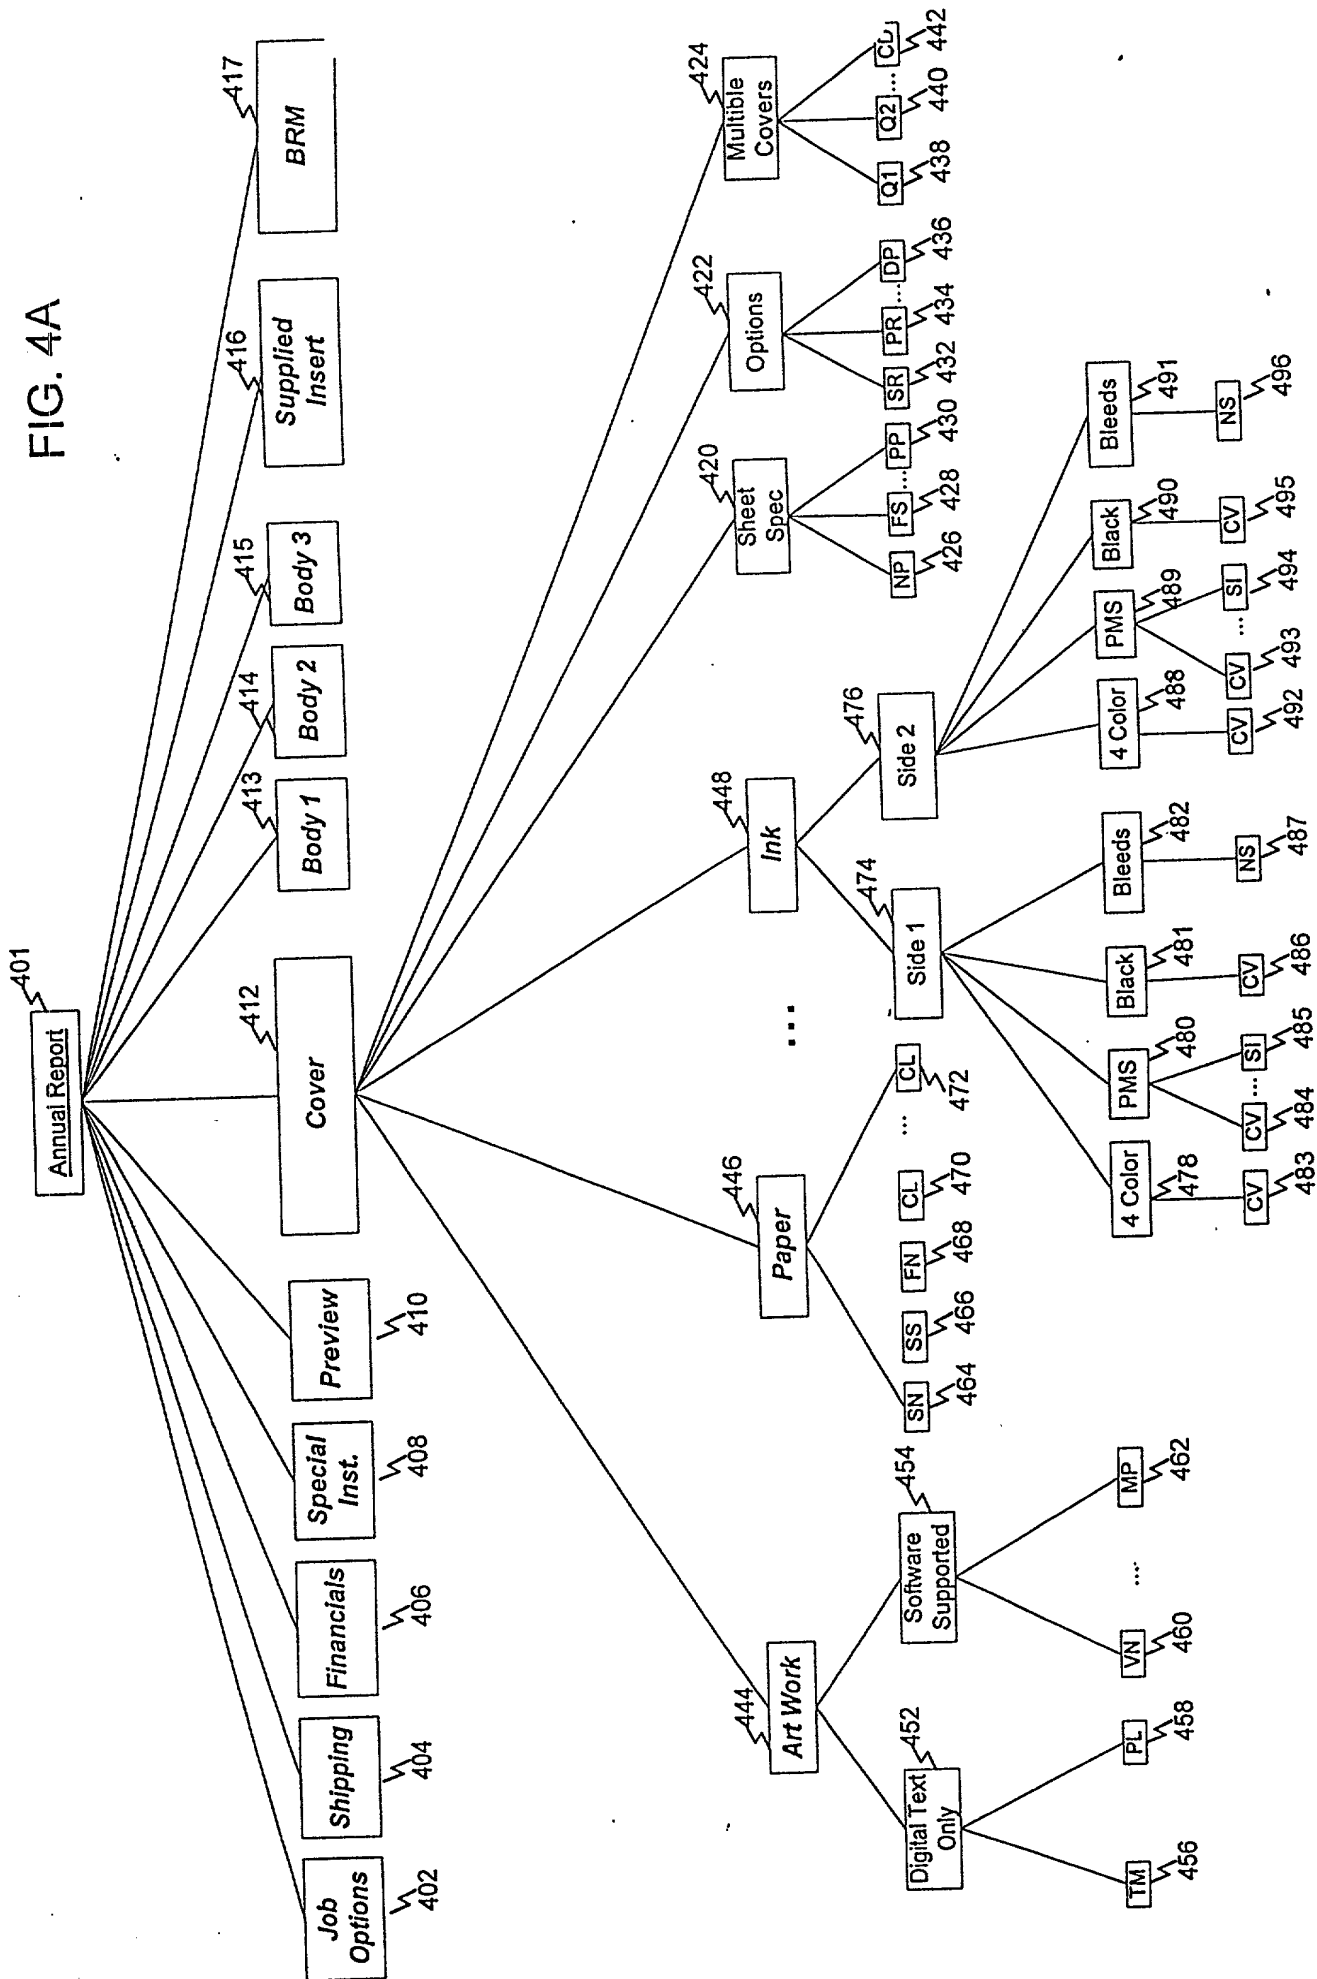 FIG. 4A
401
Annual Report
Job
Options
402
Shipping
404
Financials
406
Special
Inst.
408
Preview
410
412
Cover
413
Body 1
414
Body 2
415
Body 3
416
Supplied
Insert
417
BRM
444
Art Work
446
Paper
...
448
Ink
420
Sheet
Spec
422
Options
424
Multible
Covers
452
Digital Text
Only
454
Software
Supported
SN
464
SS
466
FN
468
CL
470
...
CL
472
474
Side 1
476
Side 2
NP
426
FS
428
...
PP
430
SR
432
PR
434
...
DP
436
Q1
438
Q2
440
...
CD
442
TM
456
PL
458
VN
460
....
MP
462
4 Color
478
PMS
480
Black
481
Bleeds
482
4 Color
488
PMS
489
Black
490
Bleeds
491
CV
483
CV
484
...
SI
485
CV
486
NS
487
CV
492
CV
493
...
SI
494
CV
495
NS
496